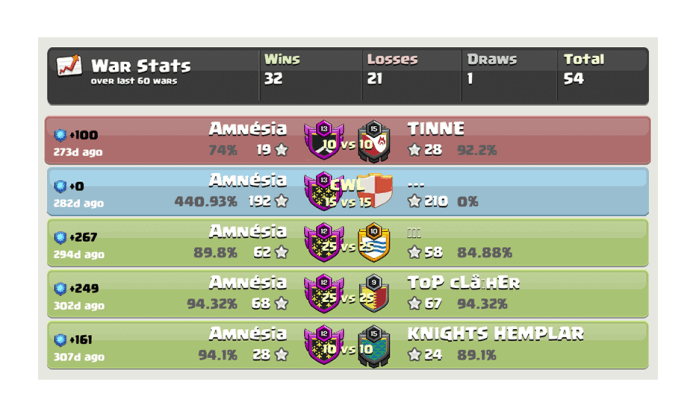 War Stats
over last 60 wars
Wins
32
Losses
21
Draws
1
Total
54
+100
273d ago
Amnésia
74% 19
13
10 vs 10
15
TINNE
28 92.2%
+0
282d ago
Amnésia
440.93% 192
13
CWL
15 vs 15
...
210 0%
+267
294d ago
Amnésia
89.8% 62
12
25 vs 25
10
58 84.88%
+249
302d ago
Amnésia
94.32% 68
12
25 vs 25
9
67 94.32%
+161
307d ago
Amnésia
94.1% 28
12
10 vs 10
15
KNIGHTS HEMPLAR
24 89.1%